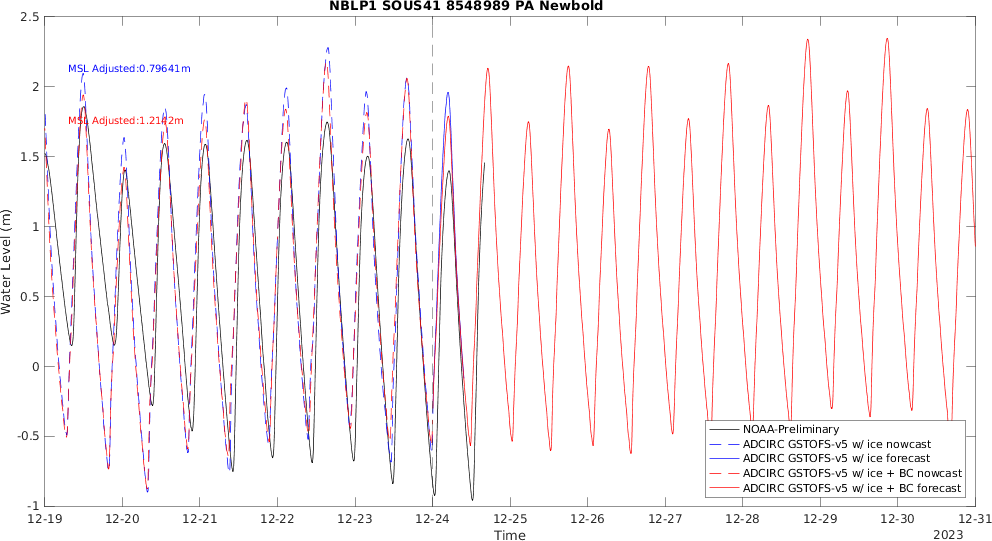 NBLP1 SOUS41 8548989 PA Newbold
2.5
2
1.5
1
0.5
0
-0.5
-1
Water Level (m)
MSL Adjusted:0.79641m
NOAA-Preliminary
ADCIRC GSTOFS-v5 w/ ice nowcast
ADCIRC GSTOFS-v5 w/ ice forecast
ADCIRC GSTOFS-v5 w/ ice + BC nowcast
ADCIRC GSTOFS-v5 w/ ice + BC forecast
12-19 12-20 12-21 12-22 12-23 12-24 12-25 12-26 12-27 12-28 12-29 12-30 12-31
Time
2023